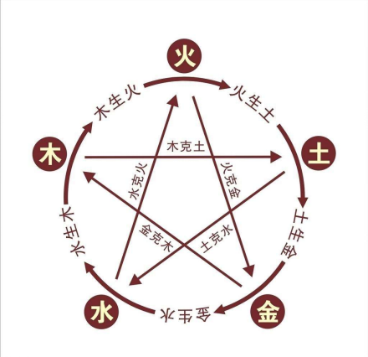 火
木生火
火生土
木
土
木克土
水克火
火克金
水生木
土生金
金克木
土克水
水
金
金生水